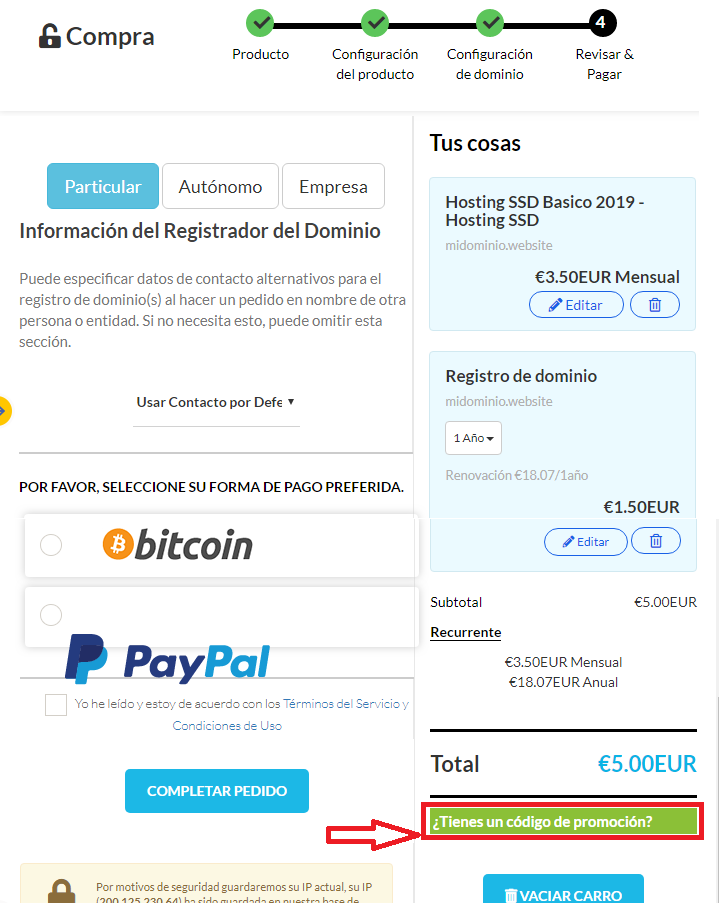 Compra
4
Producto
Configuración
del producto
Configuración
de dominio
Revisar &
Pagar
Particular
Autónomo
Empresa
Información del Registrador del Dominio
Puede especificar datos de contacto alternativos para el
registro de dominio(s) al hacer un pedido en nombre de otra
persona o entidad. Si no necesita esto, puede omitir esta
sección.
Usar Contacto por Defe
POR FAVOR, SELECCIONE SU FORMA DE PAGO PREFERIDA.
bitcoin
PayPal
Yo he leído y estoy de acuerdo con los Términos del Servicio y
Condiciones de Uso
COMPLETAR PEDIDO
Por motivos de seguridad guardaremos su IP actual, su IP
(200.125.230.64) ha sido guardada en nuestra base de
Tus cosas
Hosting SSD Basico 2019 -
Hosting SSD
midominio.website
€3.50EUR Mensual
Editar
Registro de dominio
midominio.website
1 Año
Renovación €18.07/1año
€1.50EUR
Editar
Subtotal €5.00EUR
Recurrente
€3.50EUR Mensual
€18.07EUR Anual
Total €5.00EUR
¿Tienes un código de promoción?
VACIAR CARRO